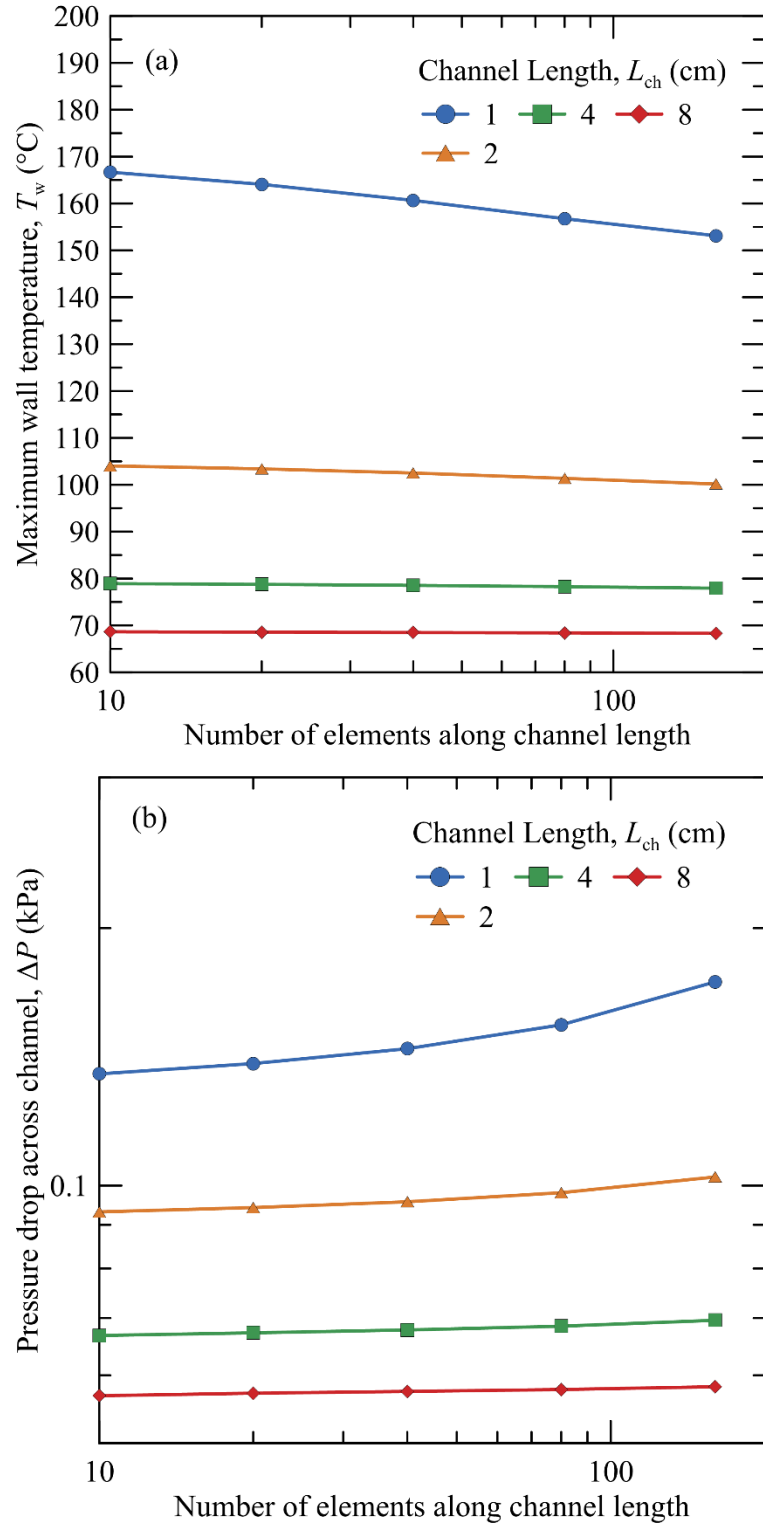 (a)
Channel Length, Lch (cm)
1 4 8
2
Maximum wall temperature, Tw (°C)
200
190
180
170
160
150
140
130
120
110
100
90
80
70
60
10 100
Number of elements along channel length
(b)
Channel Length, Lch (cm)
1 4 8
2
Pressure drop across channel, ΔP (kPa)
0.1
10 100
Number of elements along channel length